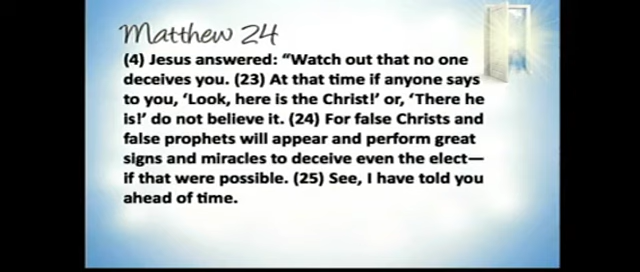 Matthew 24
(4) Jesus answered: “Watch out that no one
deceives you. (23) At that time if anyone says
to you, ‘Look, here is the Christ!’ or, ‘There he
is!’ do not believe it. (24) For false Christs and
false prophets will appear and perform great
signs and miracles to deceive even the elect—
if that were possible. (25) See, I have told you
ahead of time.